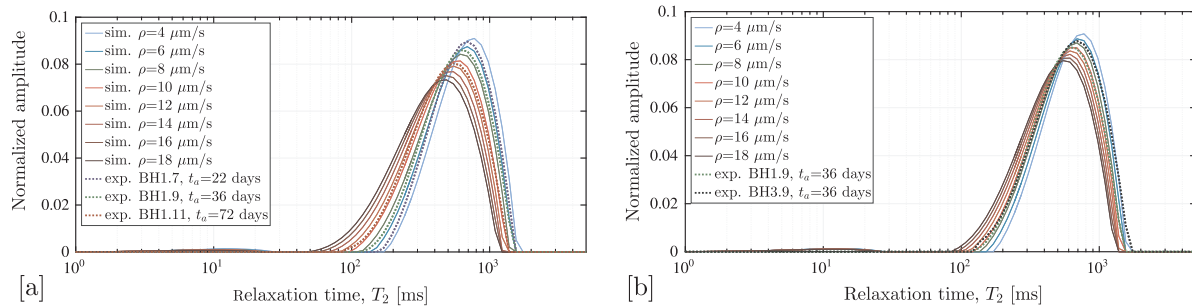 sim. ρ=4 μm/s
sim. ρ=6 μm/s
sim. ρ=8 μm/s
sim. ρ=10 μm/s
sim. ρ=12 μm/s
sim. ρ=14 μm/s
sim. ρ=16 μm/s
sim. ρ=18 μm/s
exp. BH1.7, tₐ=22 days
exp. BH1.9, tₐ=36 days
exp. BH1.11, tₐ=72 days
Normalized amplitude
0.1
0.08
0.06
0.04
0.02
0
10⁰
10¹
10²
10³
Relaxation time, T₂ [ms]
[a]
ρ=4 μm/s
ρ=6 μm/s
ρ=8 μm/s
ρ=10 μm/s
ρ=12 μm/s
ρ=14 μm/s
ρ=16 μm/s
ρ=18 μm/s
exp. BH1.9, tₐ=36 days
exp. BH3.9, tₐ=36 days
Normalized amplitude
0.1
0.08
0.06
0.04
0.02
0
10⁰
10¹
10²
10³
Relaxation time, T₂ [ms]
[b]